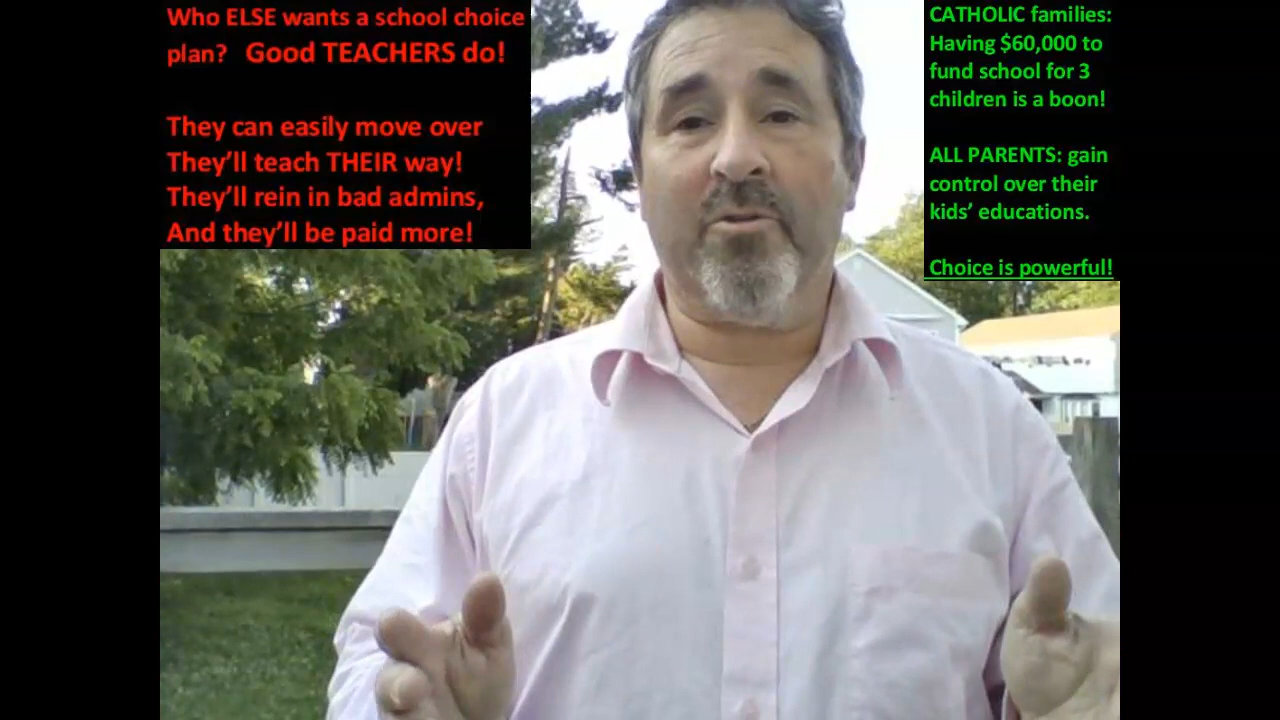 Who ELSE wants a school choice
plan? Good TEACHERS do!
They can easily move over
They’ll teach THEIR way!
They’ll rein in bad admins,
And they’ll be paid more!
CATHOLIC families:
Having $60,000 to
fund school for 3
children is a boon!
ALL PARENTS: gain
control over their
kids’ educations.
Choice is powerful!